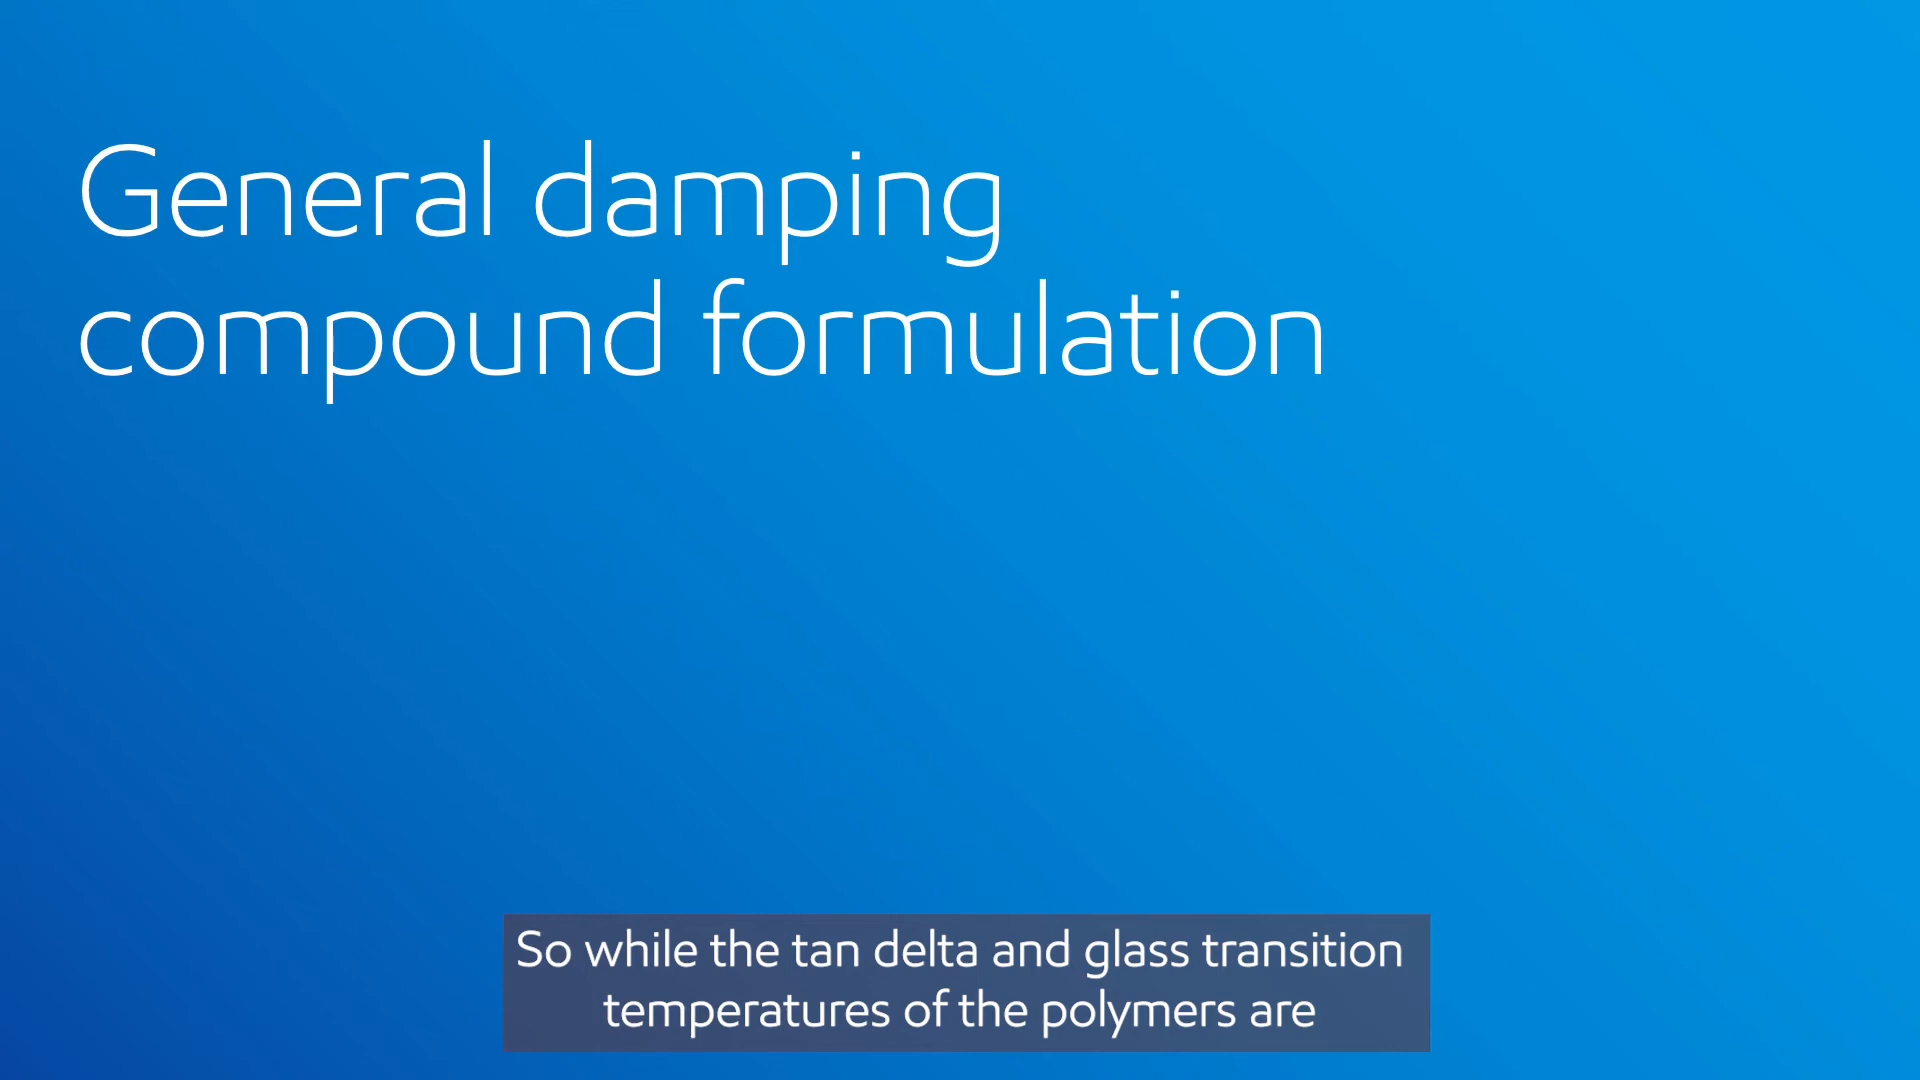 General damping
compound formulation
So while the tan delta and glass transition
temperatures of the polymers are